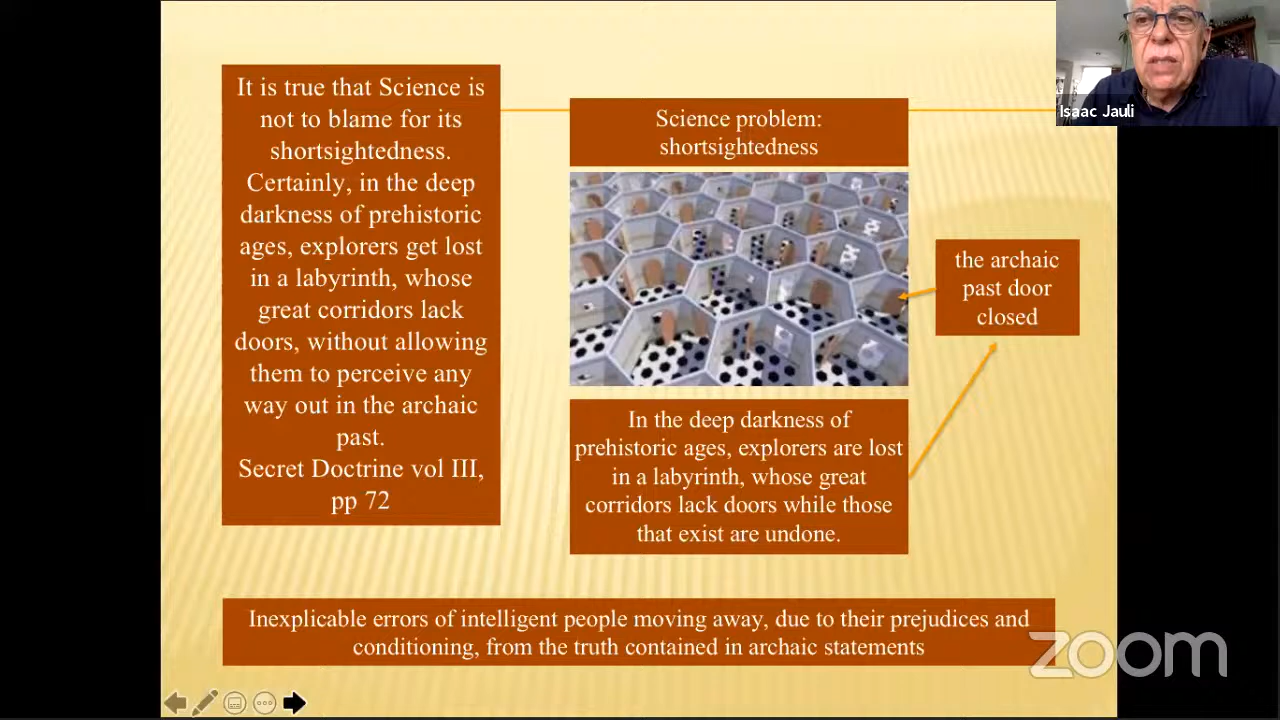 It is true that Science is
not to blame for its
shortsightedness.
Certainly, in the deep
darkness of prehistoric
ages, explorers get lost
in a labyrinth, whose
great corridors lack
doors, without allowing
them to perceive any
way out in the archaic
past.
Secret Doctrine vol III,
pp 72
Science problem:
shortsightedness
the archaic
past door
closed
In the deep darkness of
prehistoric ages, explorers are lost
in a labyrinth, whose great
corridors lack doors while those
that exist are undone.
Inexplicable errors of intelligent people moving away, due to their prejudices and
conditioning, from the truth contained in archaic statements
Isaac Jauli
zoom